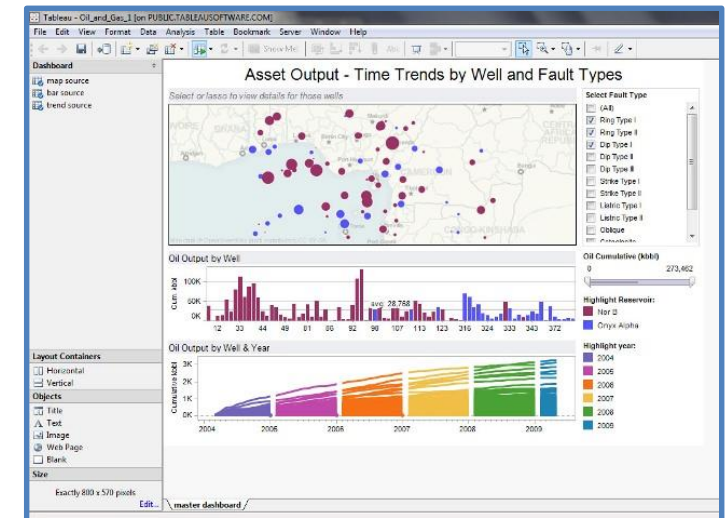 Tableau - Oil_and_Gas_1 [on PUBLIC.TABLEAUSOFTWARE.COM]
File Edit View Format Data Analysis Table Bookmark Server Window Help
Show Me!
Abc
Dashboard
map source
bar source
trend source
Layout Containers
Horizontal
Vertical
Objects
Title
Text
Image
Web Page
Blank
Size
Exactly 800 x 570 pixels
Edit...
Asset Output - Time Trends by Well and Fault Types
Select or lasso to view details for those wells
Select Fault Type
(All)
Ring Type I
Ring Type II
Dip Type I
Dip Type II
Dip Type III
Strike Type I
Strike Type II
Listric Type I
Listric Type II
Oblique
Oil Output by Well
Cum. kbbl
100K
50K
0K
avg: 28,768
12 33 44 49 81 86 92 98 107 113 123 316 324 333 343 372
Oil Cumulative (kbbl)
0 273,462
Highlight Reservoir:
Nor B
Onyx Alpha
Oil Output by Well & Year
Cumulative kbbl
3K
2K
1K
0K
2004 2005 2006 2007 2008 2009
Highlight year:
2004
2005
2006
2007
2008
2009
master dashboard